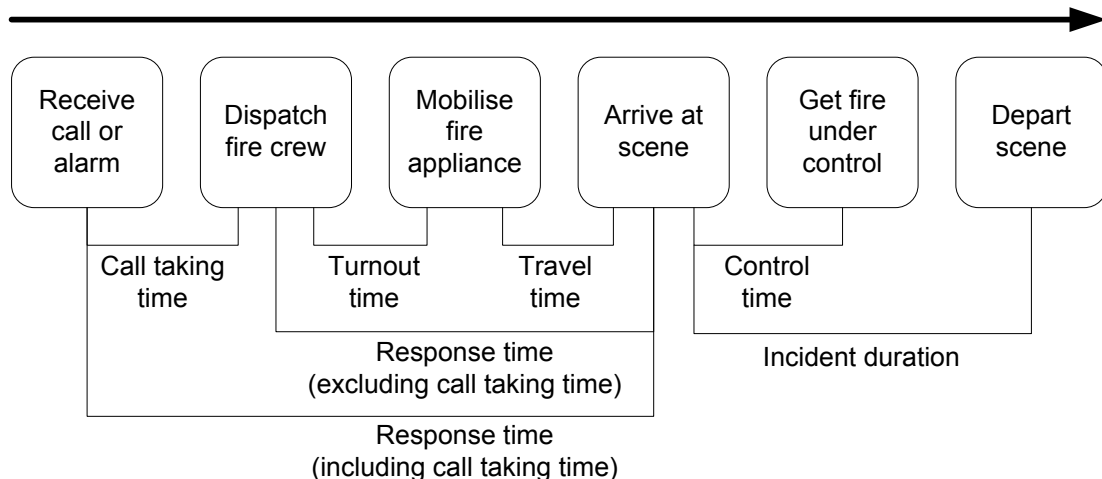 Receive
call or
alarm
Dispatch
fire crew
Mobilise
fire
appliance
Arrive at
scene
Get fire
under
control
Depart
scene
Call taking
time
Turnout
time
Travel
time
Control
time
Response time
(excluding call taking time)
Incident duration
Response time
(including call taking time)